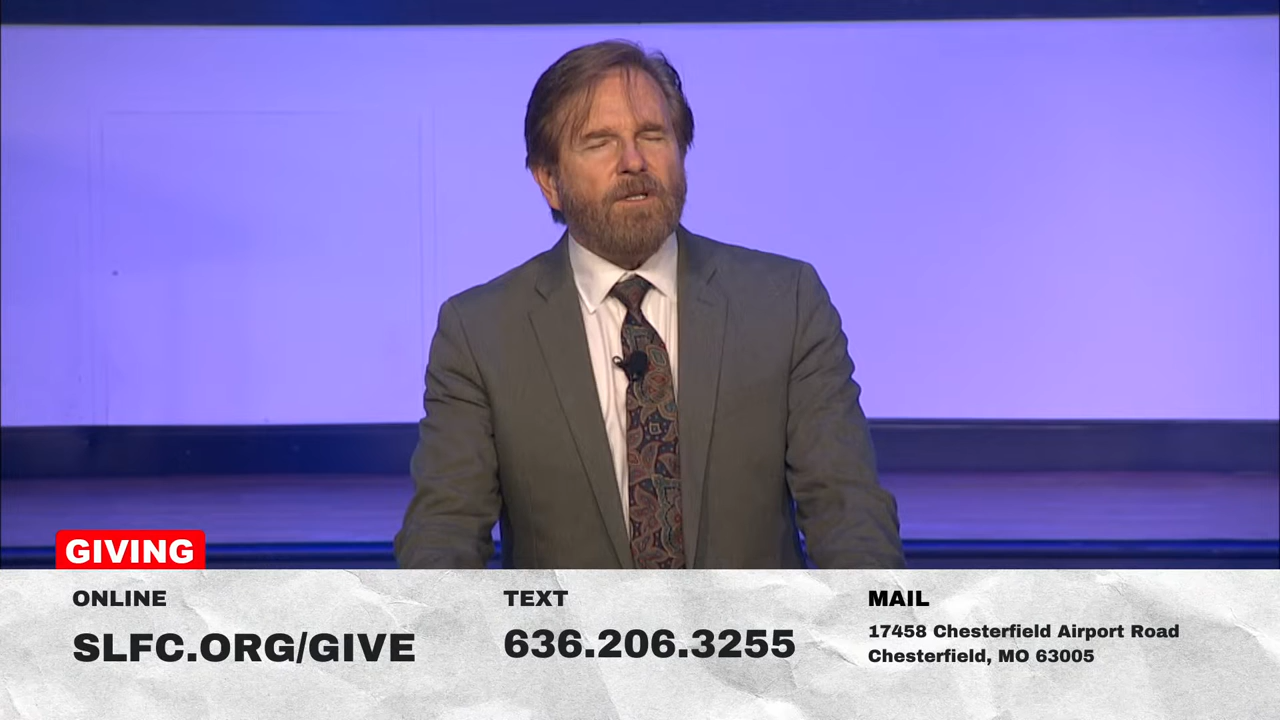 GIVING
ONLINE
SLFC.ORG/GIVE
TEXT
636.206.3255
MAIL
17458 Chesterfield Airport Road
Chesterfield, MO 63005